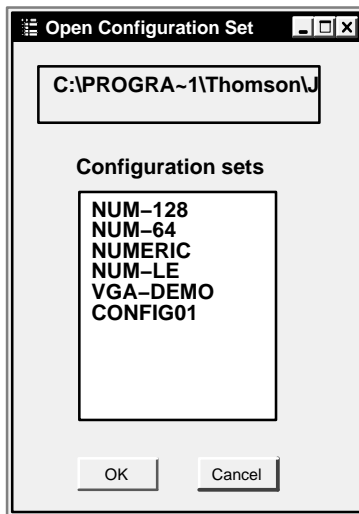 Open Configuration Set
C:\PROGRA~1\Thomson\J
Configuration sets
NUM–128
NUM–64
NUMERIC
NUM–LE
VGA–DEMO
CONFIG01
OK Cancel